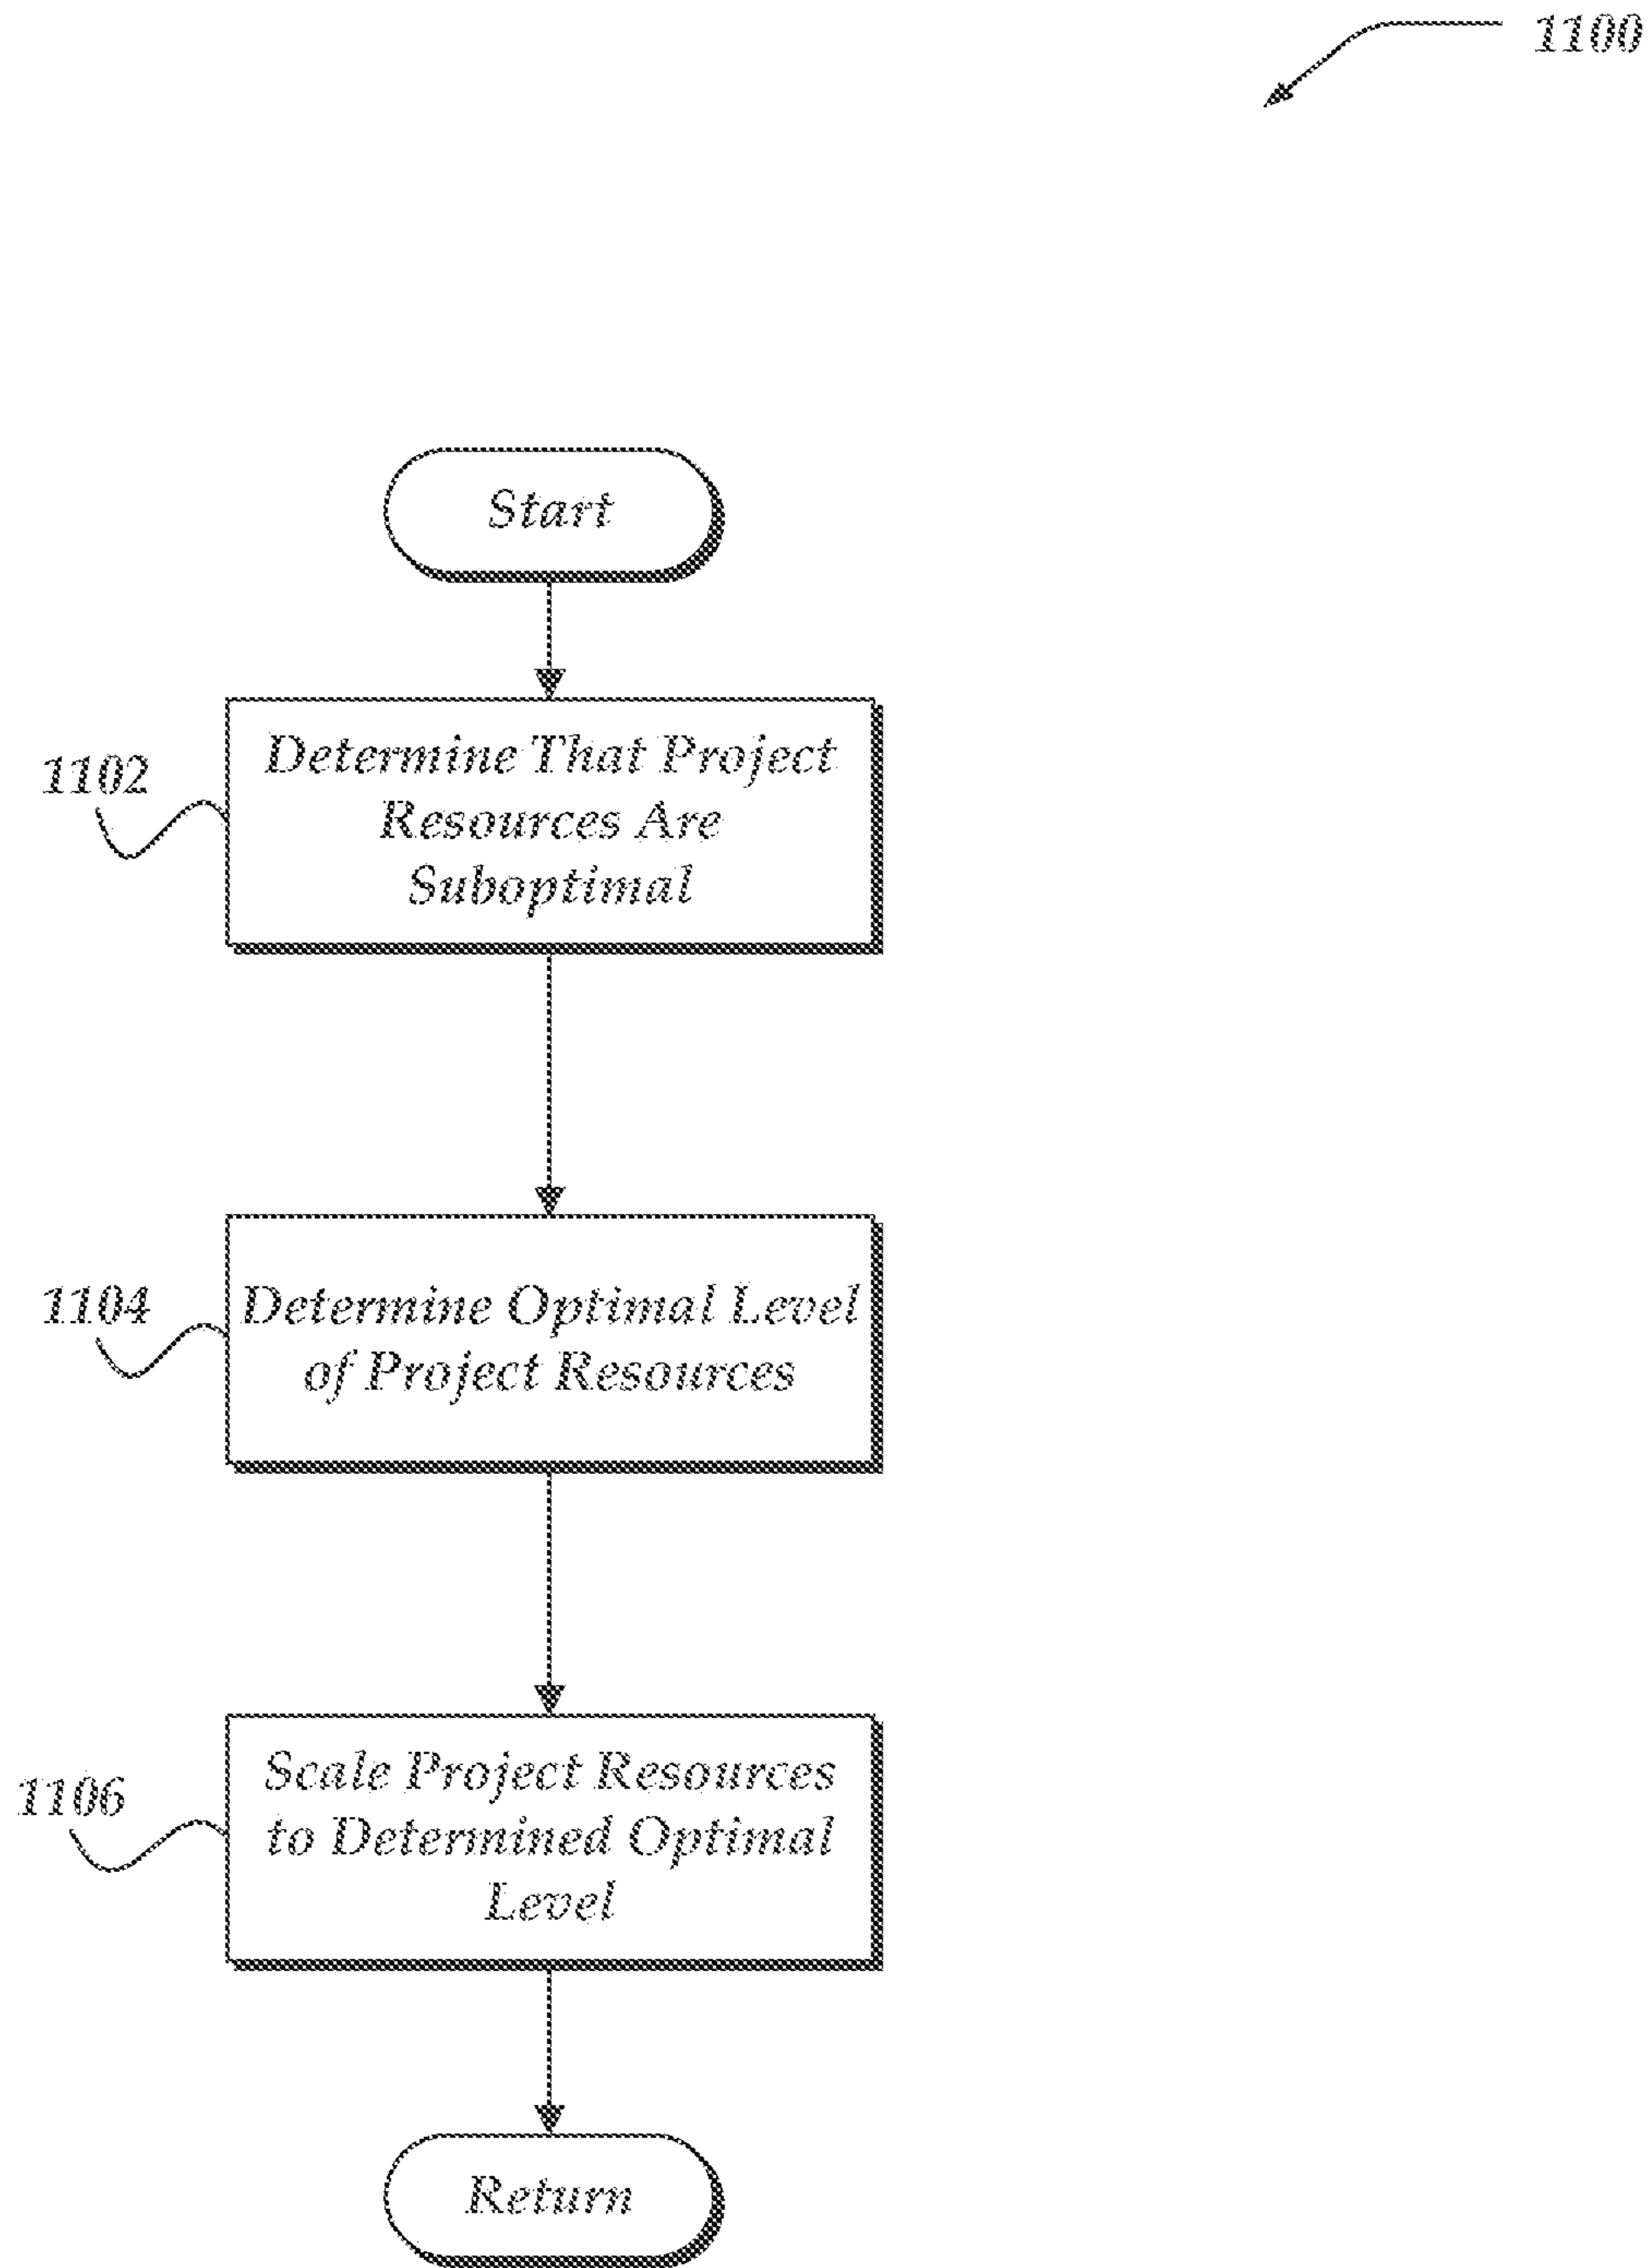 1100
Start
1102
Determine That Project
Resources Are
Suboptimal
1104
Determine Optimal Level
of Project Resources
1106
Scale Project Resources
to Determined Optimal
Level
Return